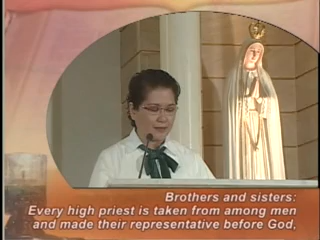 Brothers and sisters:
Every high priest is taken from among men
and made their representative before God,